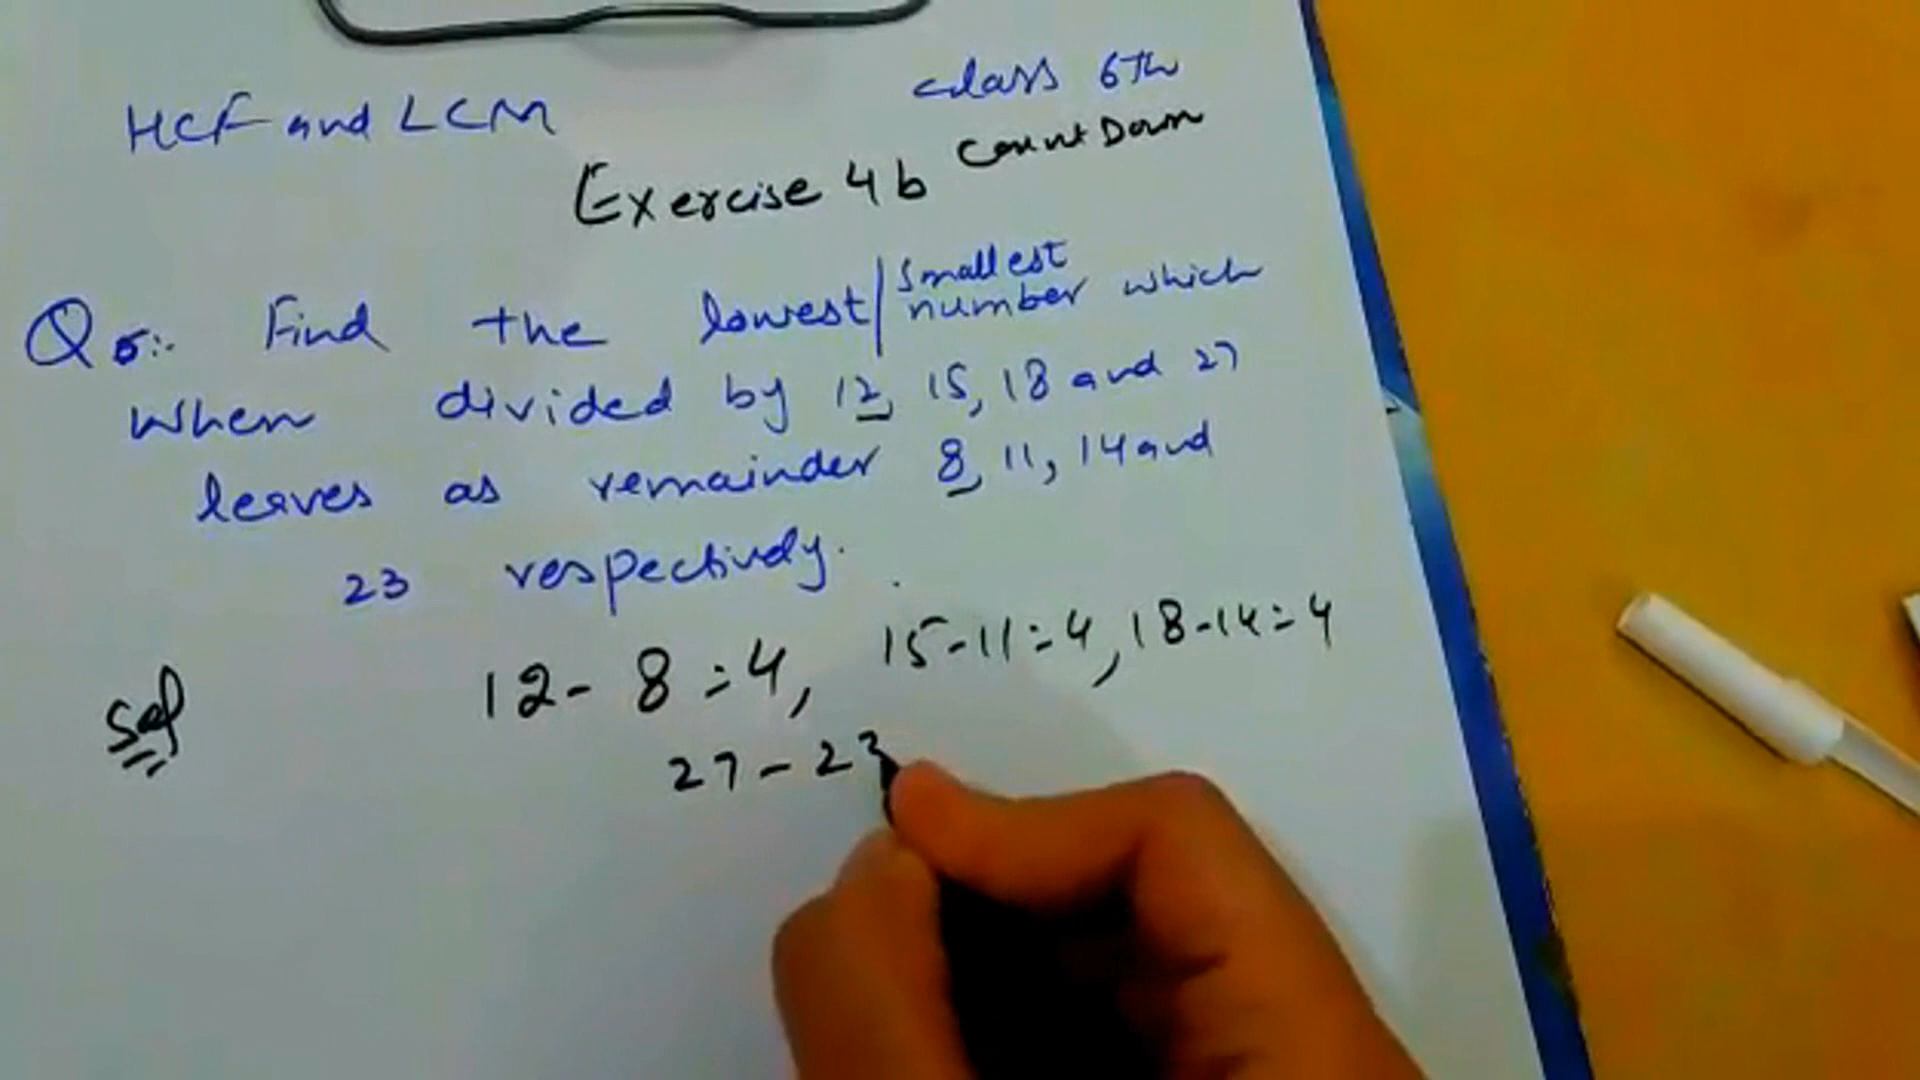 HCF and LCM
class 6th
Count Down
Exercise 4b
Q5:- Find the lowest/smallest number which
when divided by 12, 15, 18 and 27
leaves as remainder 8, 11, 14 and
23 respectively.
Sol
12 - 8 = 4, 15 - 11 = 4, 18 - 14 = 4
27 - 23